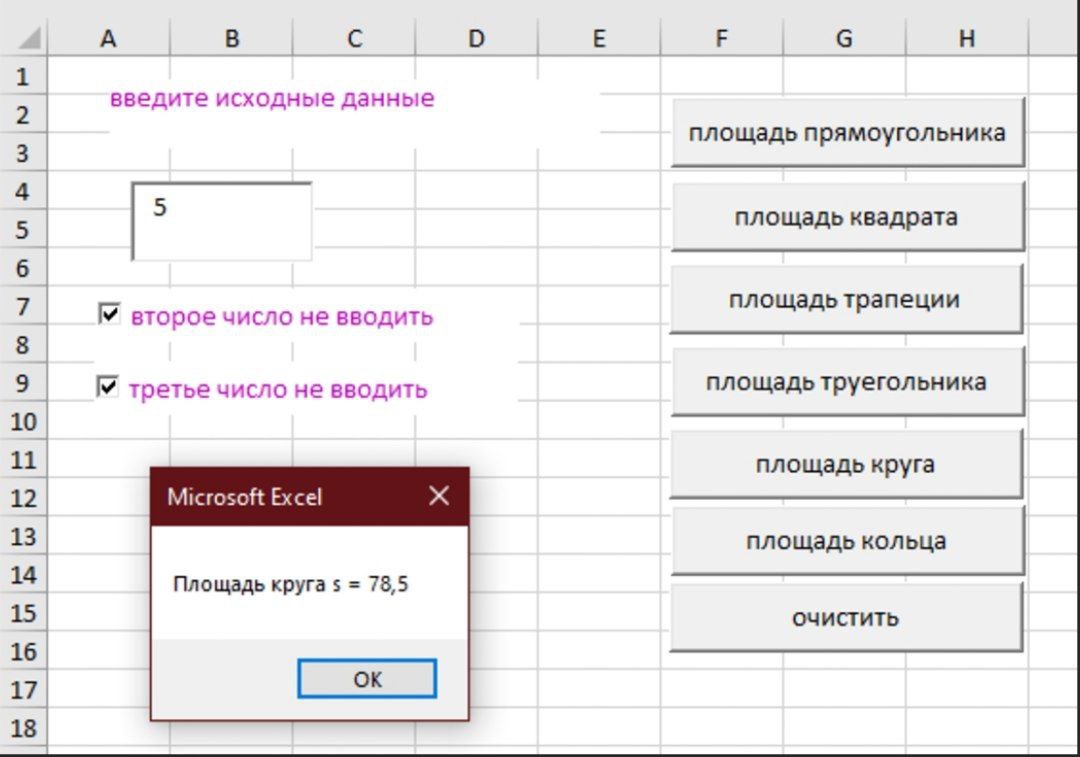 A B C D E F G H
1
введите исходные данные
2
площадь прямоугольника
3
4
5
площадь квадрата
5
6
площадь трапеции
7
второе число не вводить
8
9
третье число не вводить
площадь труегольника
10
11
площадь круга
12
Microsoft Excel
13
площадь кольца
14
Площадь круга s = 78,5
15
очистить
16
17
OK
18